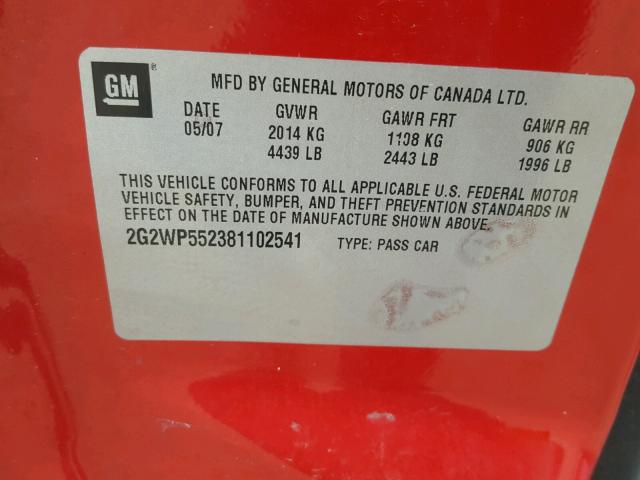 GM ®
MFD BY GENERAL MOTORS OF CANADA LTD.
DATE GVWR GAWR FRT GAWR RR
05/07 2014 KG 1108 KG 906 KG
4439 LB 2443 LB 1996 LB
THIS VEHICLE CONFORMS TO ALL APPLICABLE U.S. FEDERAL MOTOR
VEHICLE SAFETY, BUMPER, AND THEFT PREVENTION STANDARDS IN
EFFECT ON THE DATE OF MANUFACTURE SHOWN ABOVE.
2G2WP552381102541 TYPE: PASS CAR